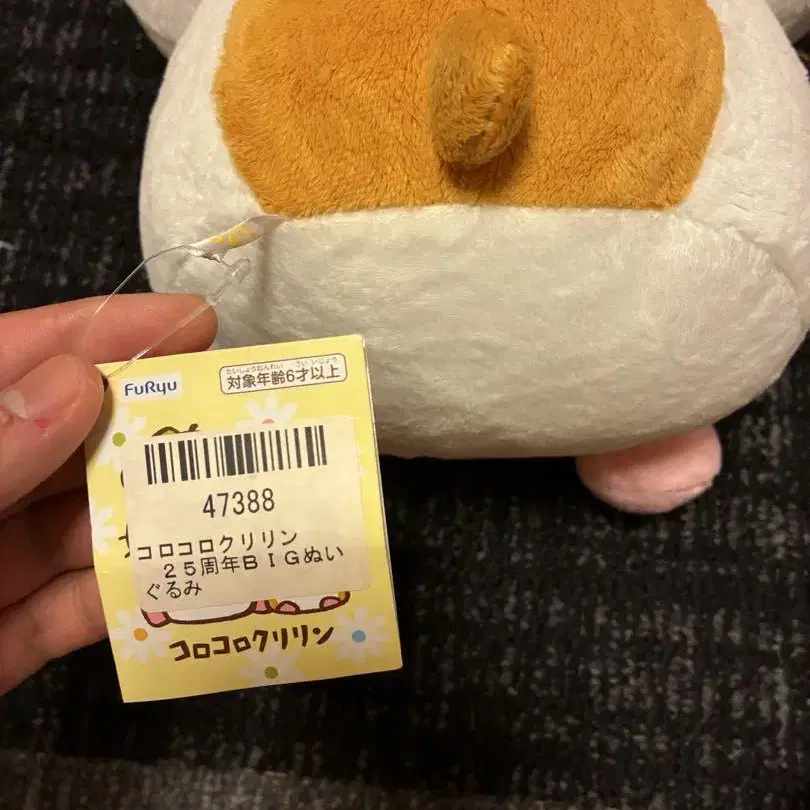 FuRyu
たいしょうねんれい さい いじょう
対象年齢6才以上
47388
コロコロクリリン
２５周年ＢＩＧぬい
ぐるみ
コロコロクリリン